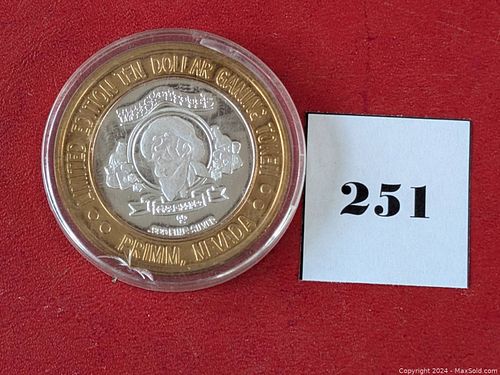 LIMITED EDITION TEN DOLLAR GAMING TOKEN
.999 FINE SILVER
PRIMM, NEVADA
251
Copyright 2024 - MaxSold.com